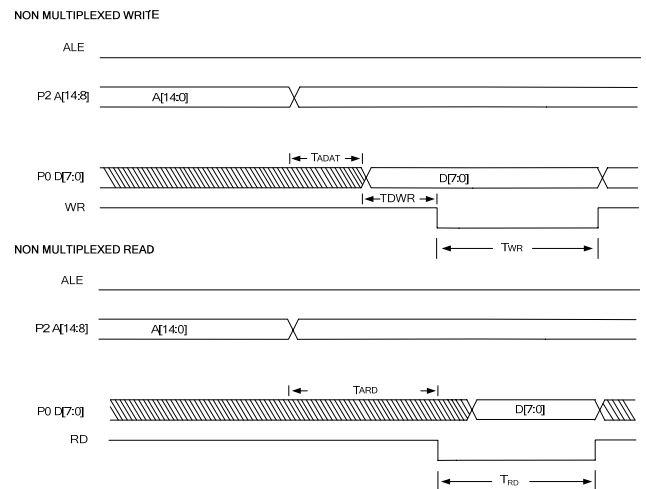 NON MULTIPLEXED WRITE
ALE
P2 A[14:8] A[14:0]
TADAT
P0 D[7:0] D[7:0]
TDWR
WR
TWR
NON MULTIPLEXED READ
ALE
P2 A[14:8] A[14:0]
TARD
P0 D[7:0] D[7:0]
RD
TRD